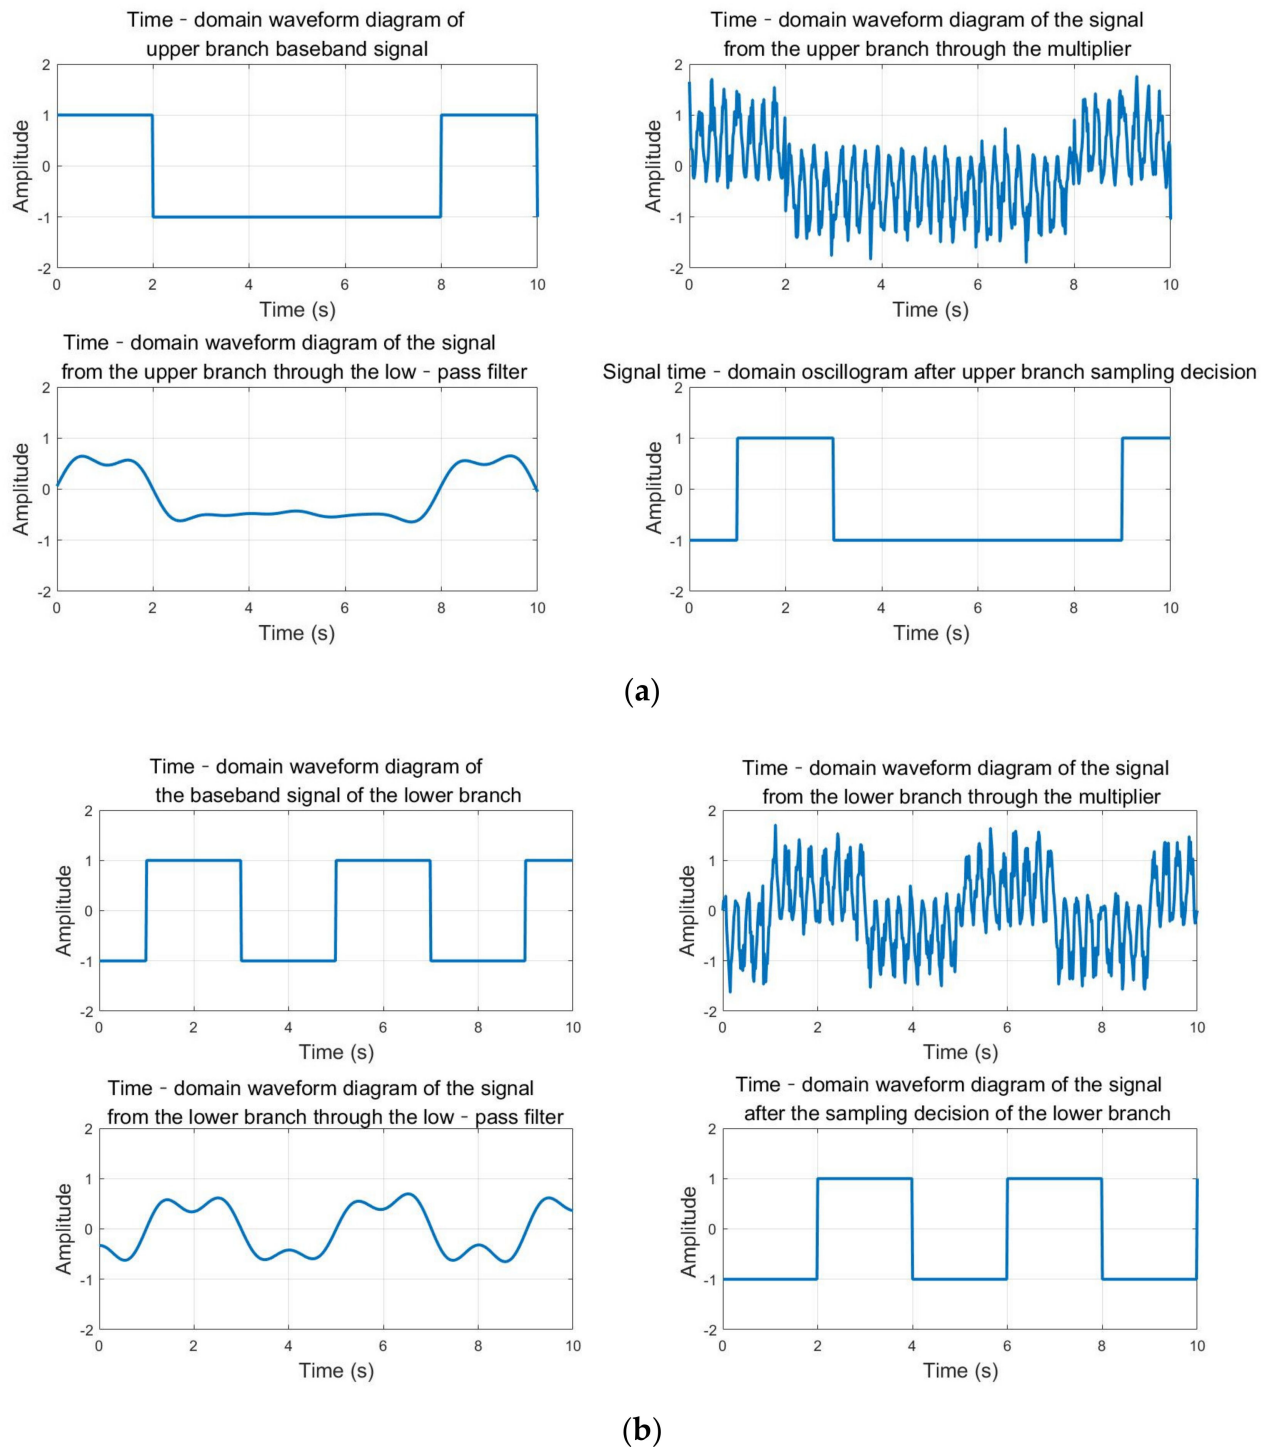 Time - domain waveform diagram of
upper branch baseband signal
2
1
0
-1
-2
Amplitude
0 2 4 6 8 10
Time (s)
Time - domain waveform diagram of the signal
from the upper branch through the multiplier
2
1
0
-1
-2
Amplitude
0 2 4 6 8 10
Time (s)
Time - domain waveform diagram of the signal
from the upper branch through the low - pass filter
2
1
0
-1
-2
Amplitude
0 2 4 6 8 10
Time (s)
Signal time - domain oscillogram after upper branch sampling decision
2
1
0
-1
-2
Amplitude
0 2 4 6 8 10
Time (s)
(a)
Time - domain waveform diagram of
the baseband signal of the lower branch
2
1
0
-1
-2
Amplitude
0 2 4 6 8 10
Time (s)
Time - domain waveform diagram of the signal
from the lower branch through the multiplier
2
1
0
-1
-2
Amplitude
0 2 4 6 8 10
Time (s)
Time - domain waveform diagram of the signal
from the lower branch through the low - pass filter
2
1
0
-1
-2
Amplitude
0 2 4 6 8 10
Time (s)
Time - domain waveform diagram of the signal
after the sampling decision of the lower branch
2
1
0
-1
-2
Amplitude
0 2 4 6 8 10
Time (s)
(b)